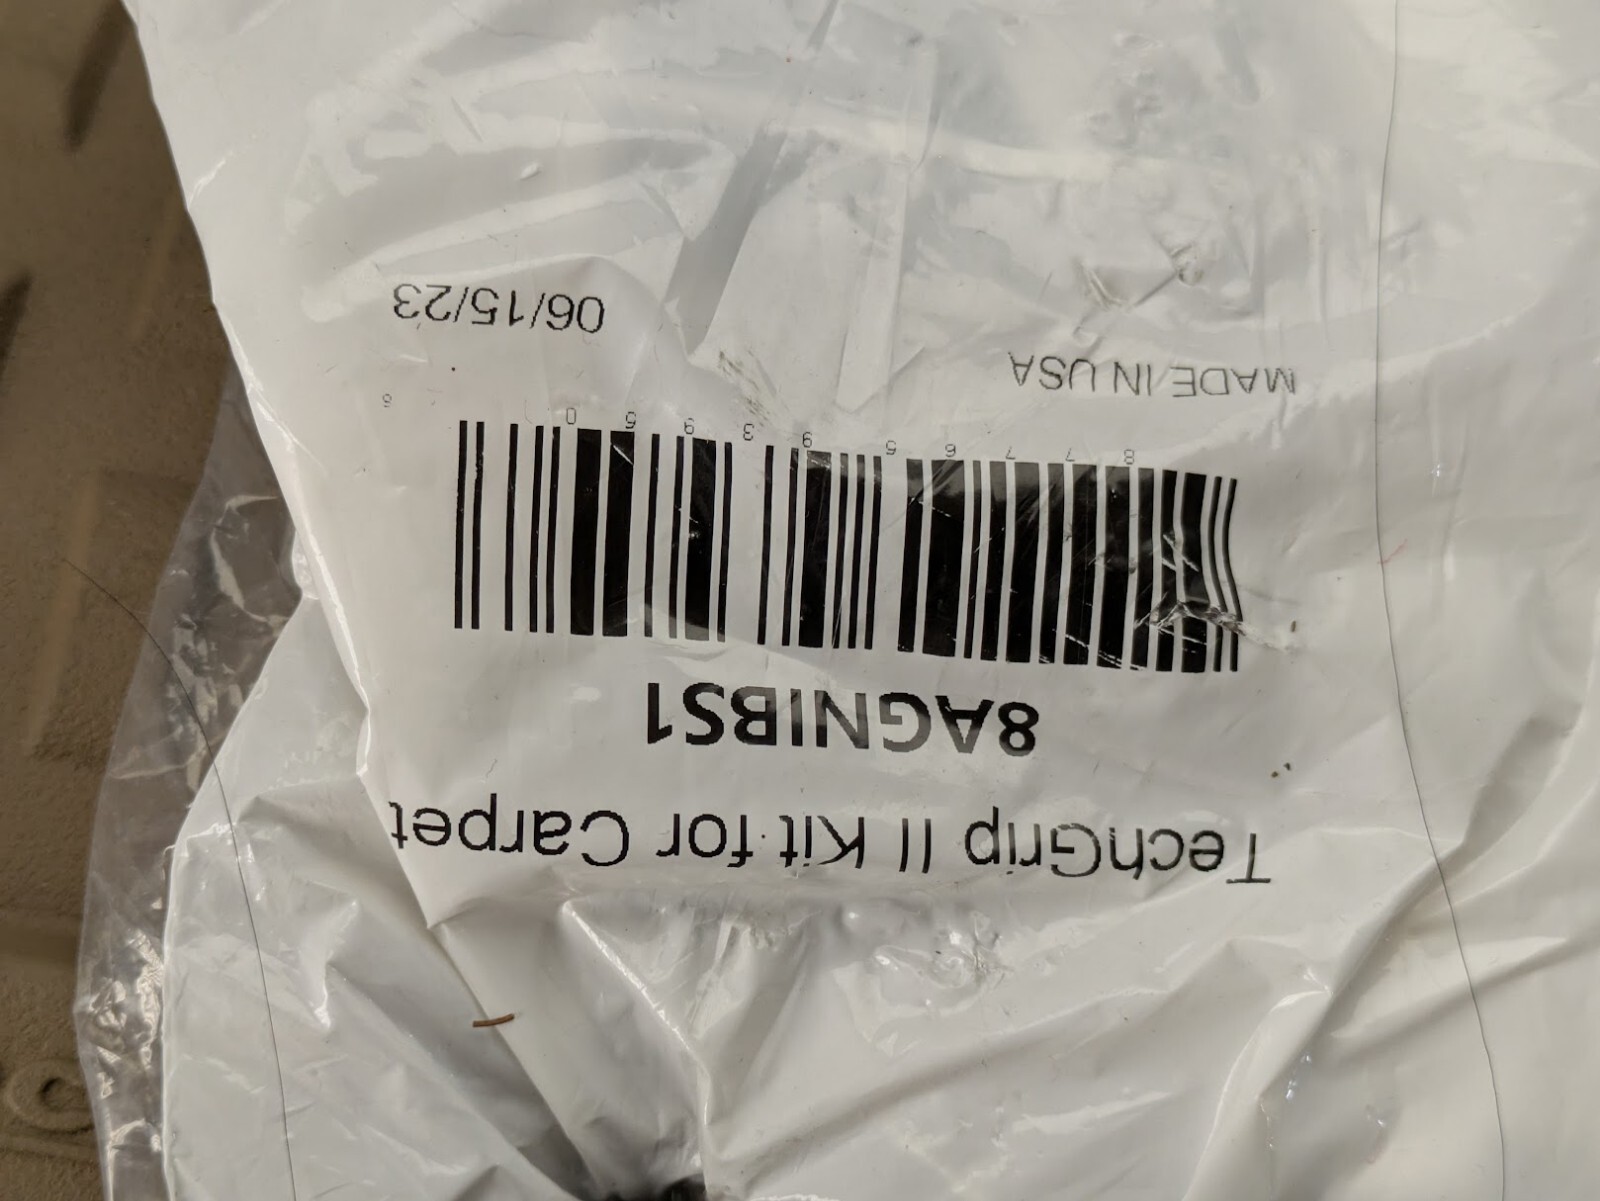 TechGrip II Kit for Carpet
8AGNIBS1
MADE IN USA
06/15/23